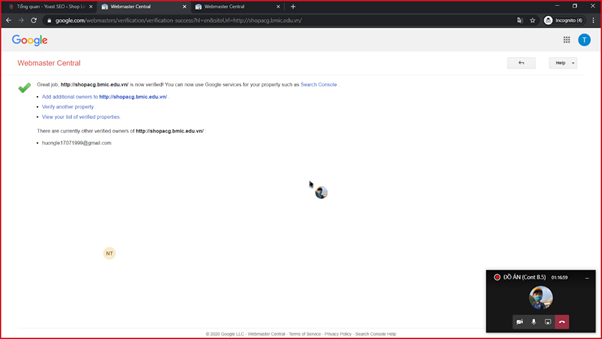 Tổng quan - Yoast SEO - Shop L
Webmaster Central
Webmaster Central
google.com/webmasters/verification/verification-success?hl=en&siteUrl=http://shopacg.bmic.edu.vn/
Incognito (4)
Google
T
Webmaster Central
Help
Great job, http://shopacg.bmic.edu.vn/ is now verified! You can now use Google services for your property such as Search Console .
Add additional owners to http://shopacg.bmic.edu.vn/.
Verify another property.
View your list of verified properties.
There are currently other verified owners of http://shopacg.bmic.edu.vn/:
huongle17071999@gmail.com
NT
ĐỒ ÁN (Cont B.5) 01:16:59
© 2020 Google LLC - Webmaster Central - Terms of Service - Privacy Policy - Search Console Help